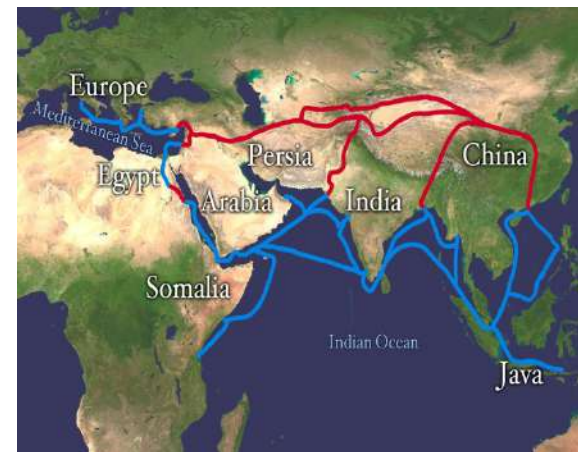 Europe
Mediterranean Sea
Persia
China
Egypt
Arabia
India
Somalia
Indian Ocean
Java